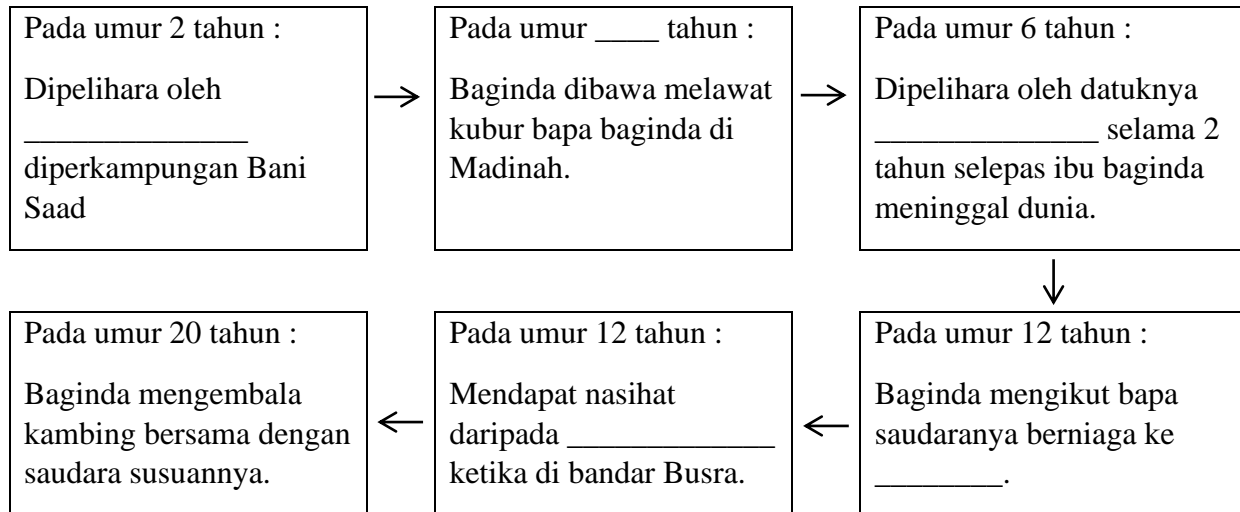 Pada umur 2 tahun :
Dipelihara oleh
______________
diperkampungan Bani
Saad
Pada umur ____ tahun :
Baginda dibawa melawat
kubur bapa baginda di
Madinah.
Pada umur 6 tahun :
Dipelihara oleh datuknya
______________ selama 2
tahun selepas ibu baginda
meninggal dunia.
Pada umur 12 tahun :
Baginda mengikut bapa
saudaranya berniaga ke
________.
Pada umur 12 tahun :
Mendapat nasihat
daripada _____________
ketika di bandar Busra.
Pada umur 20 tahun :
Baginda mengembala
kambing bersama dengan
saudara susuannya.